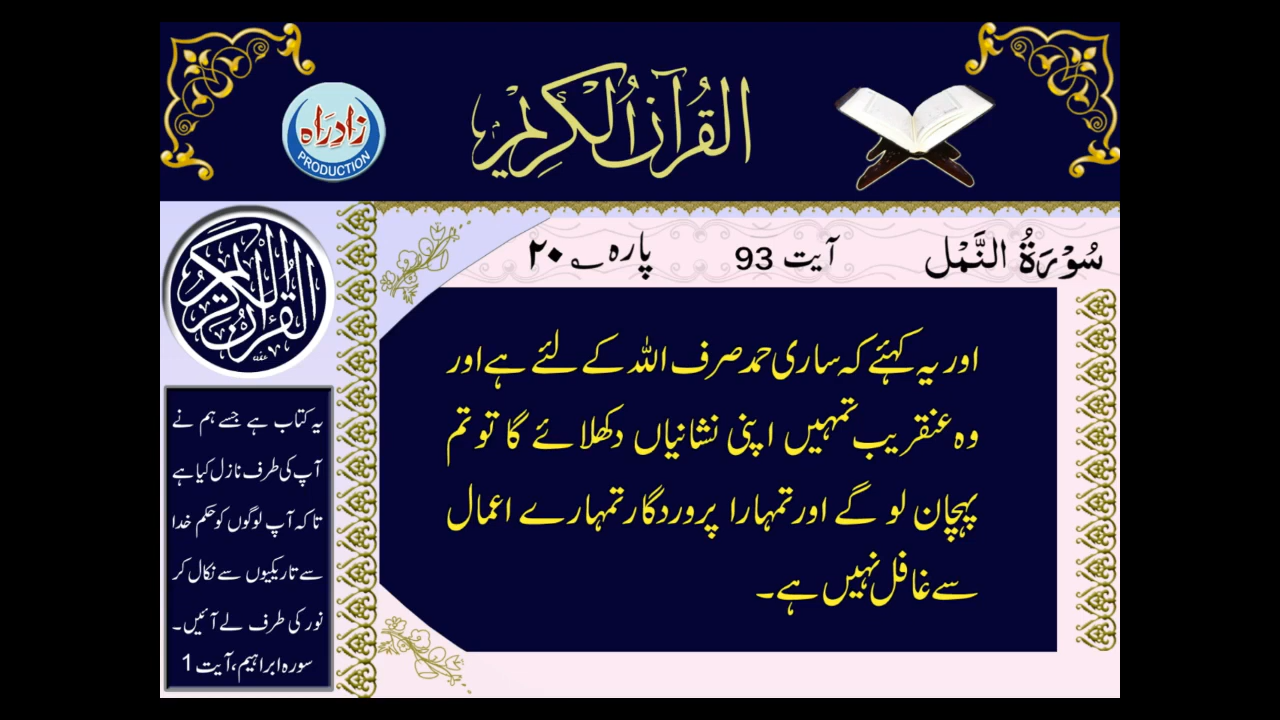 القرآن الكريم
زادِراہ
PRODUCTION
سُوْرَةُ النَّمْل
آیت 93
پارہ ۲۰
اور یہ کہئے کہ ساری حمد صرف اللہ کے لئے ہے اور
وہ عنقریب تمہیں اپنی نشانیاں دکھلائے گا تو تم
پہچان لو گے اور تمہارا پروردگار تمہارے اعمال
سے غافل نہیں ہے۔
القرآن الكريم
یہ کتاب ہے جسے ہم نے
آپ کی طرف نازل کیا ہے
تاکہ آپ لوگوں کو حکم خدا
سے تاریکیوں سے نکال کر
نور کی طرف لے آئیں۔
سورہ ابراہیم، آیت 1